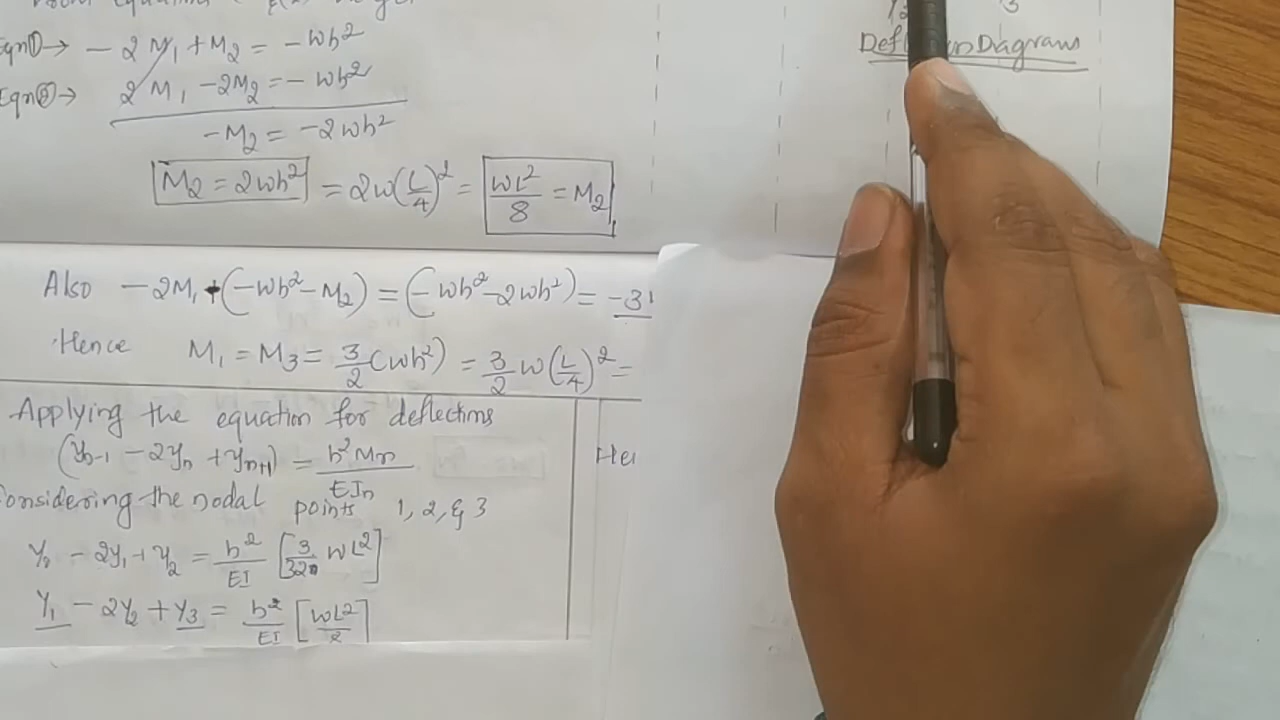 Eqn①→ - 2M₁ + M₂ = -wh²
Eqn②→ 2M₁ - 2M₂ = - wh²
-M₂ = -2wh²
M₂ = 2wh² = 2w(L/4)² = WL²/8 = M₂
Also -2M₁ + (-wh² - M₂) = (-wh² - 2wh²) = -3
Hence M₁ = M₃ = 3/2 (wh²) = 3/2 w(L/4)² =
Applying the equation for deflections
(yn-1 - 2yn + yn+1) = h²Mn/EIn
Considering the nodal points 1, 2, & 3
y₀ - 2y₁ + y₂ = h²/EI [3/32 WL²]
y₁ - 2y₂ + y₃ = h²/EI [WL²/8]
3
Diagrams